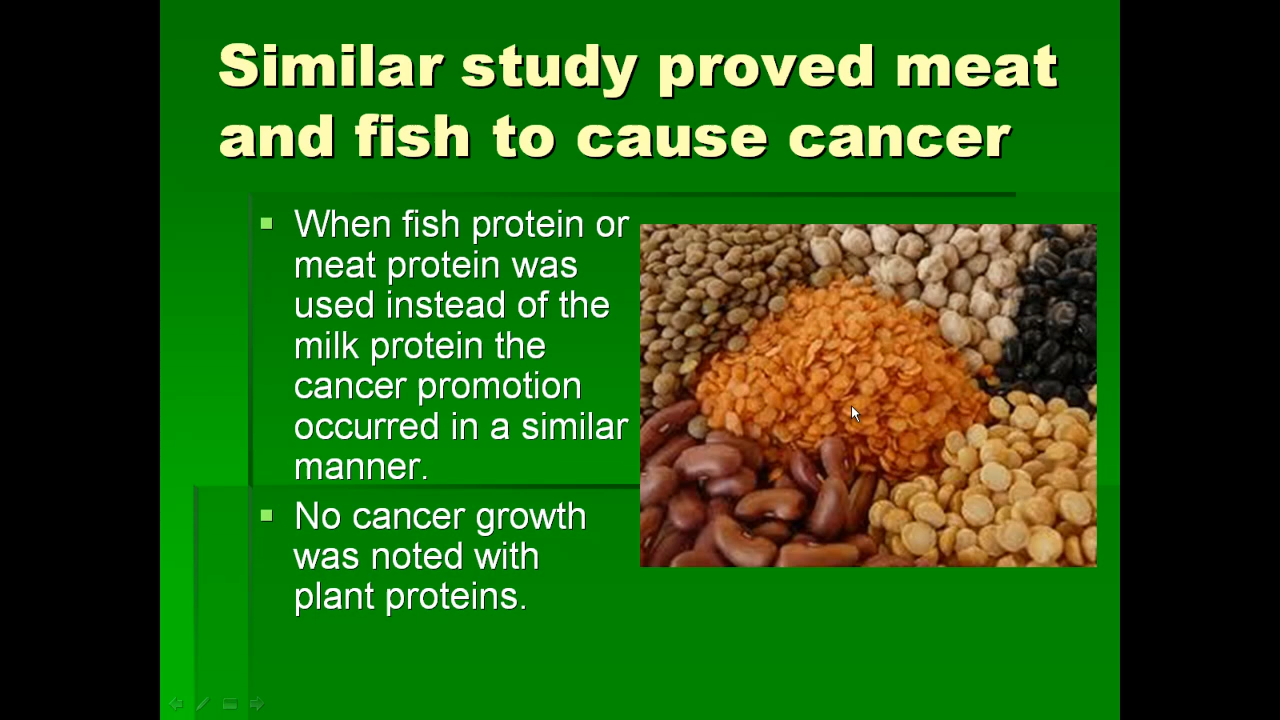 Similar study proved meat
and fish to cause cancer
When fish protein or
meat protein was
used instead of the
milk protein the
cancer promotion
occurred in a similar
manner.
No cancer growth
was noted with
plant proteins.